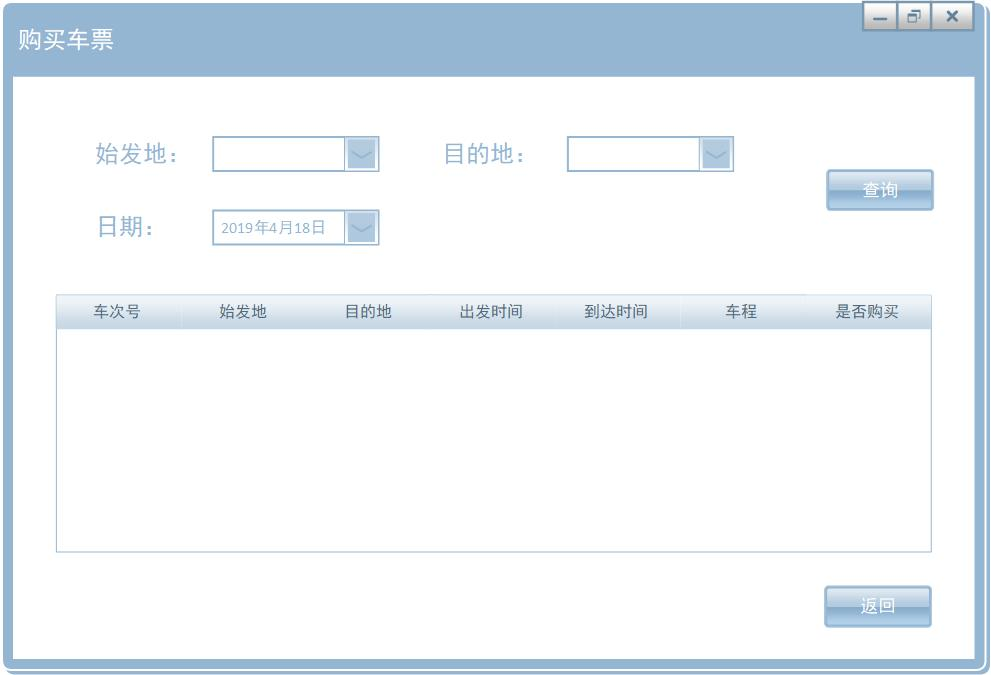 购买车票
始发地：
目的地：
查询
日期：
2019年4月18日
车次号 始发地 目的地 出发时间 到达时间 车程 是否购买
返回